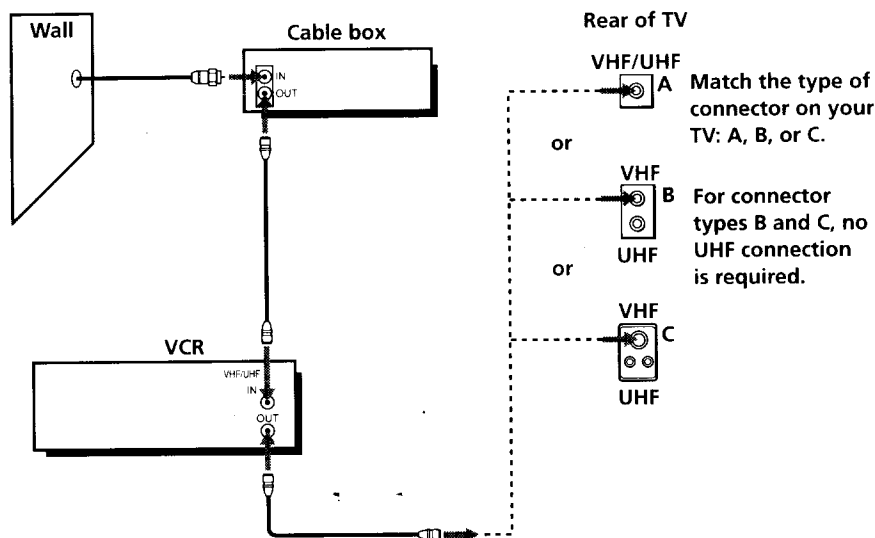 Wall
Cable box
IN
OUT
VCR
VHF/UHF
IN
OUT
Rear of TV
VHF/UHF
A
Match the type of
connector on your
TV: A, B, or C.
or
VHF
B
For connector
types B and C, no
UHF connection
is required.
UHF
or
VHF
C
UHF